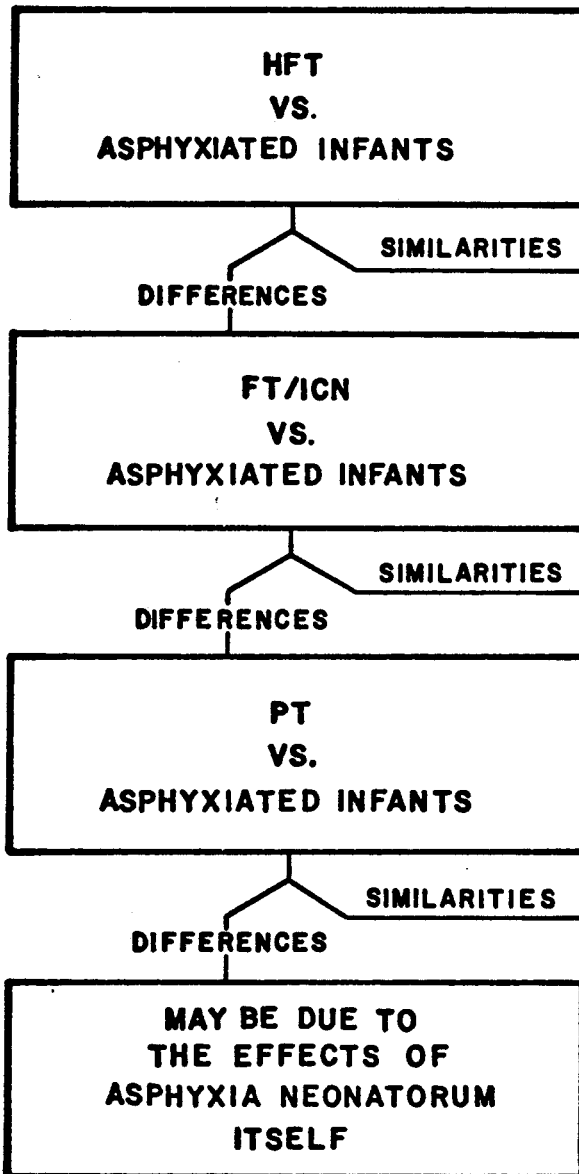 HFT
VS.
ASPHYXIATED INFANTS
SIMILARITIES
DIFFERENCES
FT/ICN
VS.
ASPHYXIATED INFANTS
SIMILARITIES
DIFFERENCES
PT
VS.
ASPHYXIATED INFANTS
SIMILARITIES
DIFFERENCES
MAY BE DUE TO
THE EFFECTS OF
ASPHYXIA NEONATORUM
ITSELF